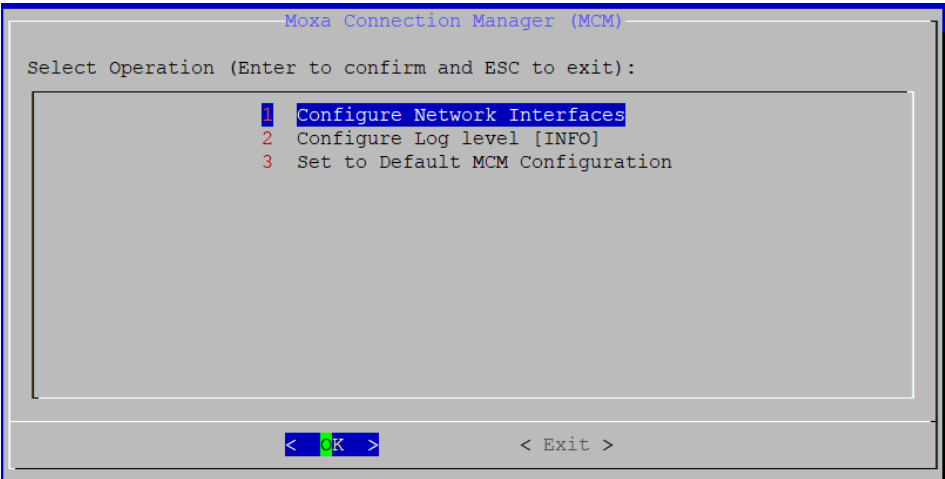 Moxa Connection Manager (MCM)
Select Operation (Enter to confirm and ESC to exit):
1 Configure Network Interfaces
2 Configure Log level [INFO]
3 Set to Default MCM Configuration
< OK > < Exit >